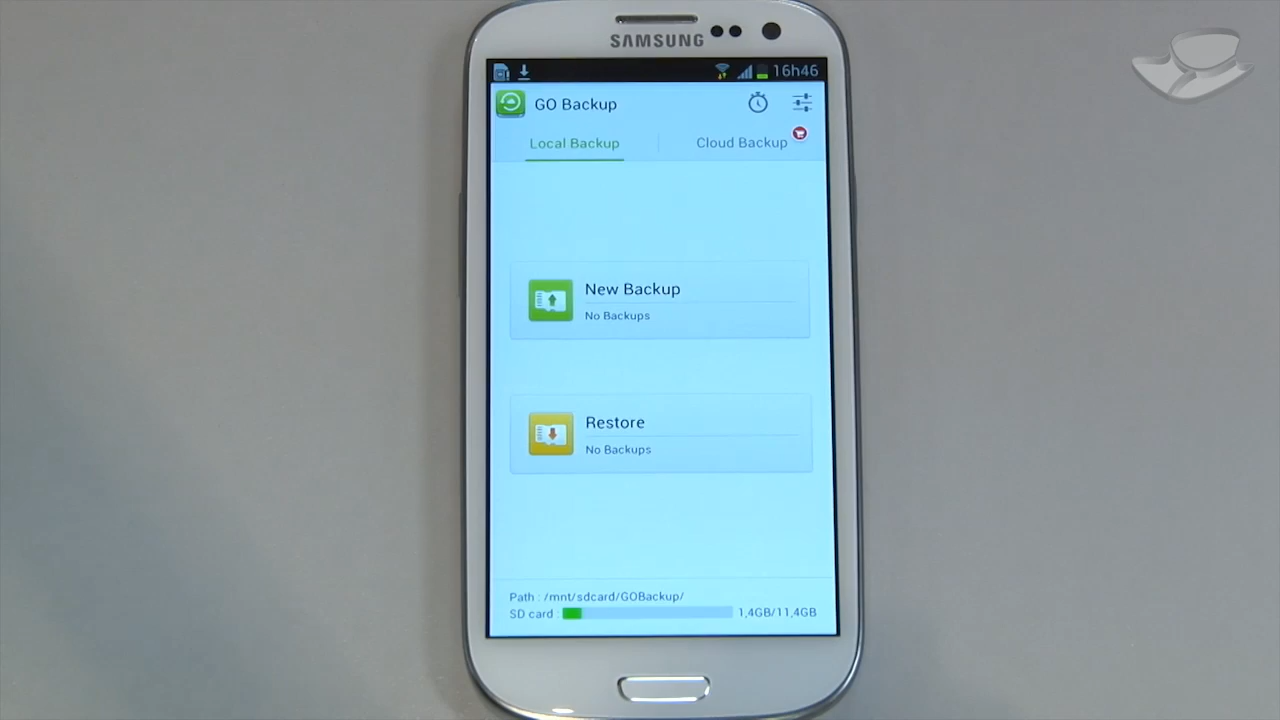 SAMSUNG
16h46
GO Backup
Local Backup
Cloud Backup
New Backup
No Backups
Restore
No Backups
Path : /mnt/sdcard/GOBackup/
SD card : 1,4GB/11,4GB